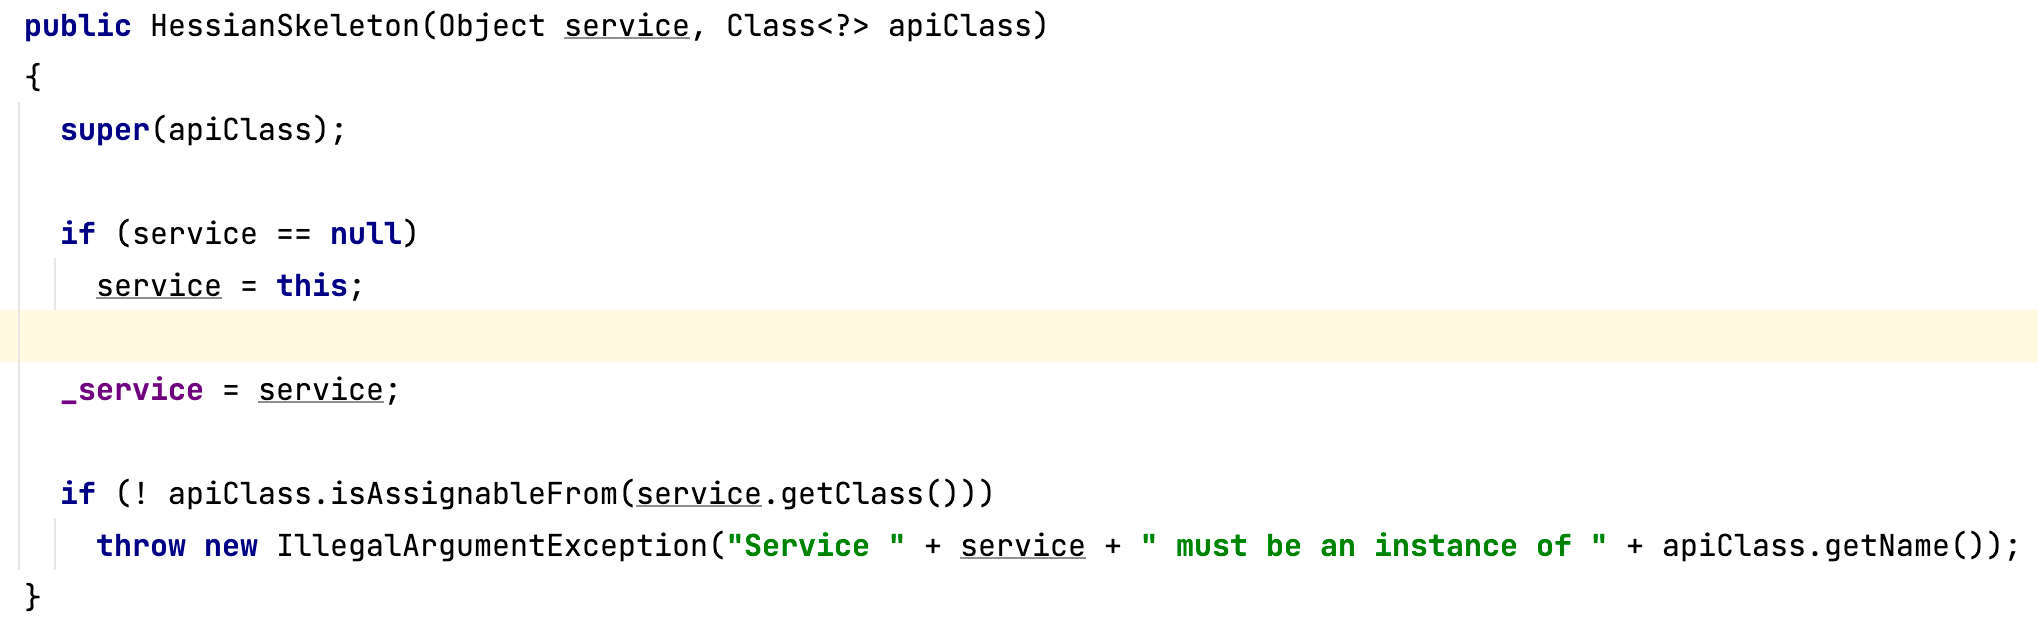 public HessianSkeleton(Object service, Class<?> apiClass)
{
  super(apiClass);
  if (service == null)
    service = this;
  _service = service;
  if (! apiClass.isAssignableFrom(service.getClass()))
    throw new IllegalArgumentException("Service " + service + " must be an instance of " + apiClass.getName());
}